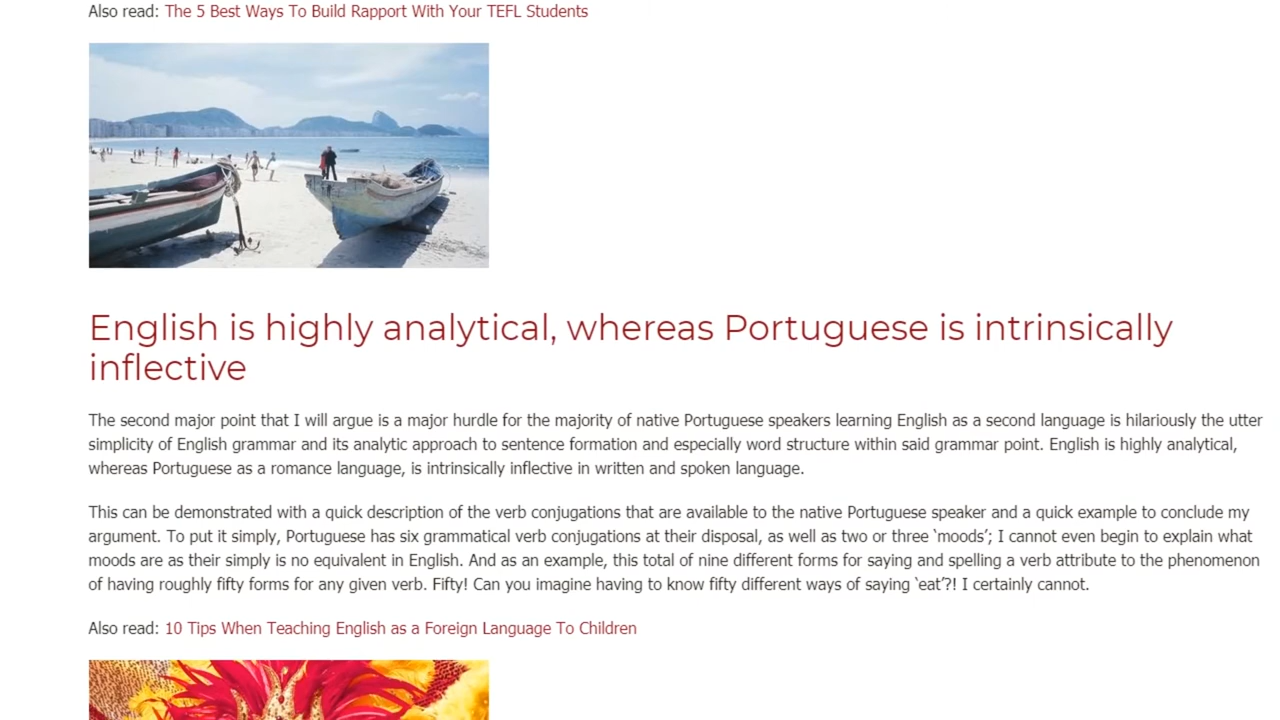 Also read: The 5 Best Ways To Build Rapport With Your TEFL Students
English is highly analytical, whereas Portuguese is intrinsically
inflective
The second major point that I will argue is a major hurdle for the majority of native Portuguese speakers learning English as a second language is hilariously the utter
simplicity of English grammar and its analytic approach to sentence formation and especially word structure within said grammar point. English is highly analytical,
whereas Portuguese as a romance language, is intrinsically inflective in written and spoken language.
This can be demonstrated with a quick description of the verb conjugations that are available to the native Portuguese speaker and a quick example to conclude my
argument. To put it simply, Portuguese has six grammatical verb conjugations at their disposal, as well as two or three ‘moods’; I cannot even begin to explain what
moods are as their simply is no equivalent in English. And as an example, this total of nine different forms for saying and spelling a verb attribute to the phenomenon
of having roughly fifty forms for any given verb. Fifty! Can you imagine having to know fifty different ways of saying ‘eat’?! I certainly cannot.
Also read: 10 Tips When Teaching English as a Foreign Language To Children